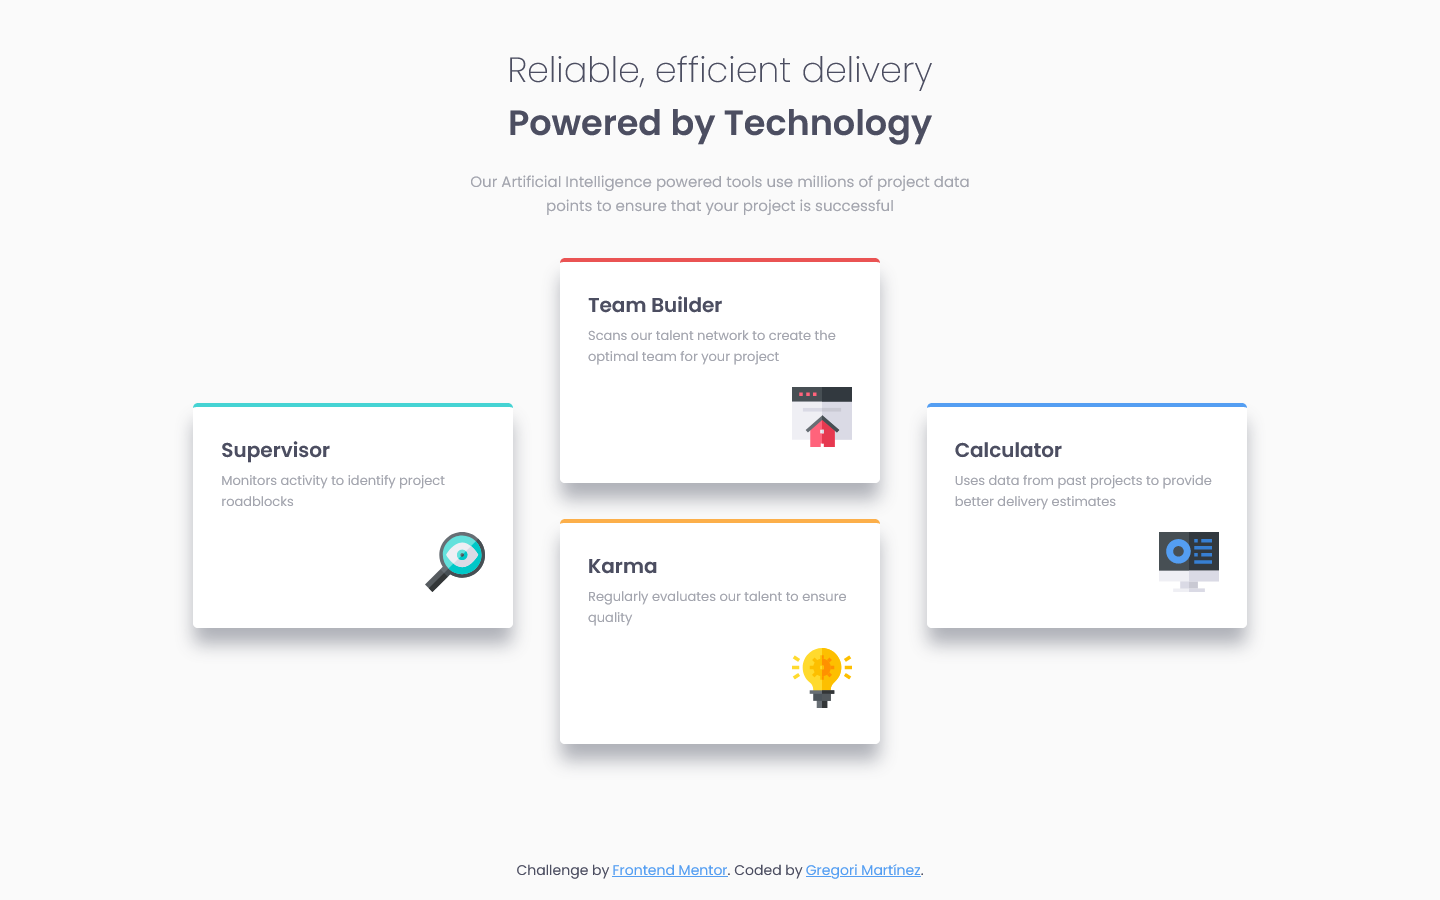 Reliable, efficient delivery
Powered by Technology
Our Artificial Intelligence powered tools use millions of project data
points to ensure that your project is successful
Supervisor
Monitors activity to identify project
roadblocks
Team Builder
Scans our talent network to create the
optimal team for your project
Karma
Regularly evaluates our talent to ensure
quality
Calculator
Uses data from past projects to provide
better delivery estimates
Challenge by Frontend Mentor. Coded by Gregori Martínez.